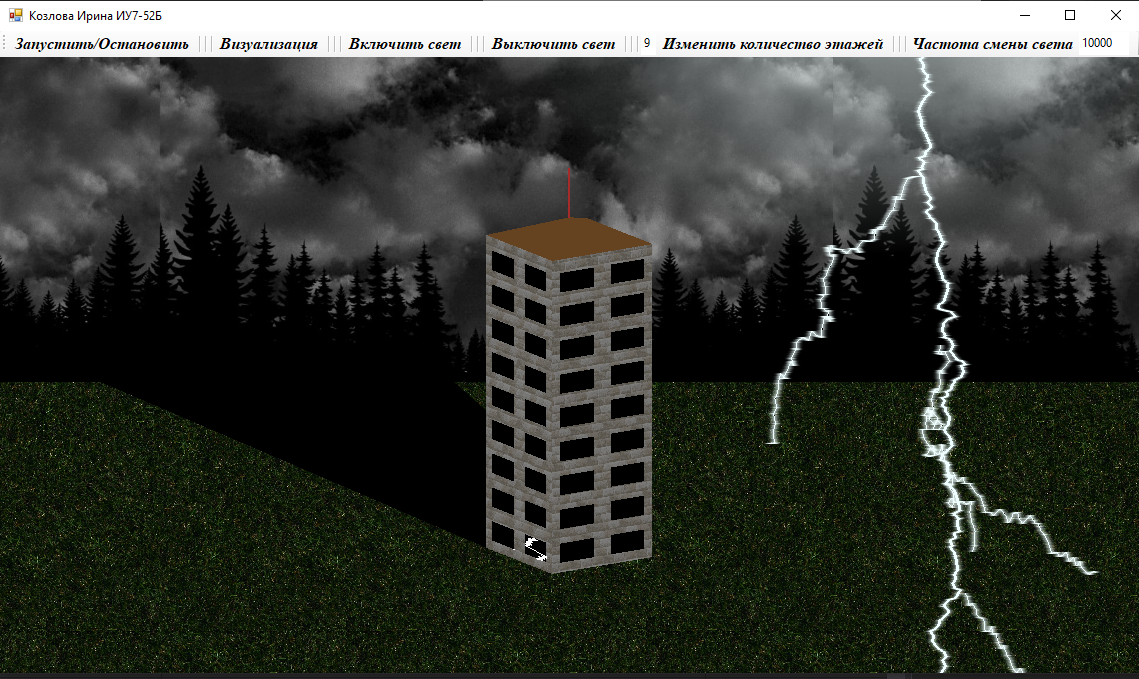 Козлова Ирина ИУ7-52Б
Запустить/Остановить Визуализация Включить свет Выключить свет 9 Изменить количество этажей Частота смены света 10000